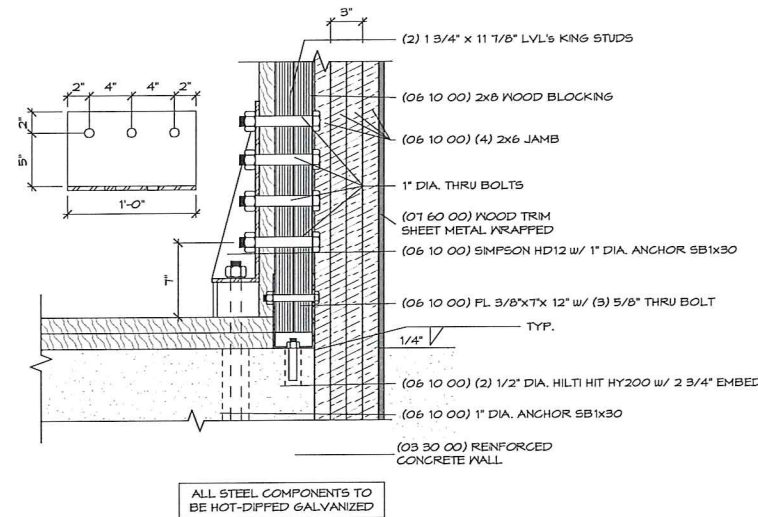 3"
(2) 1 3/4" x 11 7/8" LVL's KING STUDS
2" 4" 4" 2"
(06 10 00) 2x8 WOOD BLOCKING
2"
(06 10 00) (4) 2x6 JAMB
5"
1" DIA. THRU BOLTS
1'-0"
(07 60 00) WOOD TRIM
SHEET METAL WRAPPED
(06 10 00) SIMPSON HD12 w/ 1" DIA. ANCHOR SB1x30
7"
(06 10 00) PL 3/8"x7"x 12" w/ (3) 5/8" THRU BOLT
TYP.
1/4"
(06 10 00) (2) 1/2" DIA. HILTI HIT HY200 w/ 2 3/4" EMBED
(06 10 00) 1" DIA. ANCHOR SB1x30
(03 30 00) REINFORCED
CONCRETE WALL
ALL STEEL COMPONENTS TO
BE HOT-DIPPED GALVANIZED